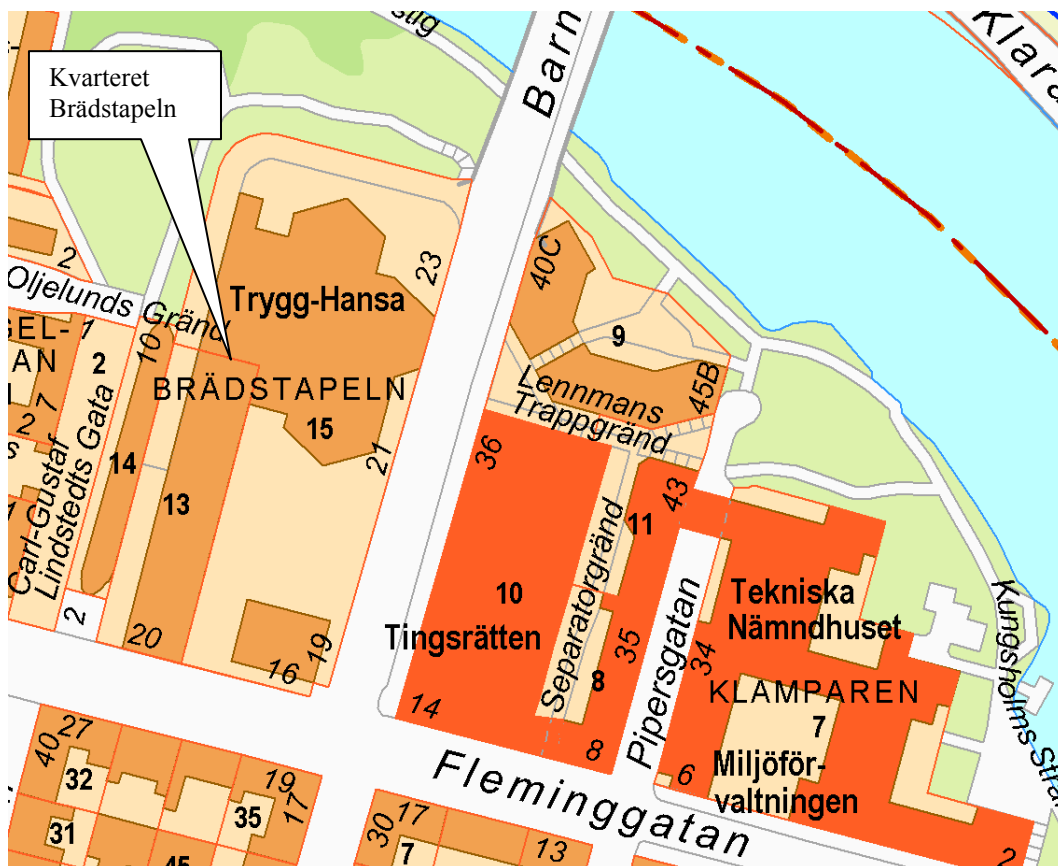 Kvarteret
Brädstapeln
stig
Barn
Klara
40C
23
2
Oljelunds Gränd
Trygg-Hansa
9
1
10
GEL-
AN
2
BRÄDSTAPELN
Lennmans
Trappgränd
45B
7
2
15
21
36
14
13
43
11
Carl-Gustaf
Lindstedts Gata
10
Tingsrätten
Separatorgränd
35
8
Pipersgatan
34
Tekniska
Nämndhuset
KLAMPAREN
7
Kungsholms Stran
2
20
16
19
14
8
6
Miljöför-
valtningen
Fleminggatan
2
27
40
32
19
17
35
31
45
17
30
7
13